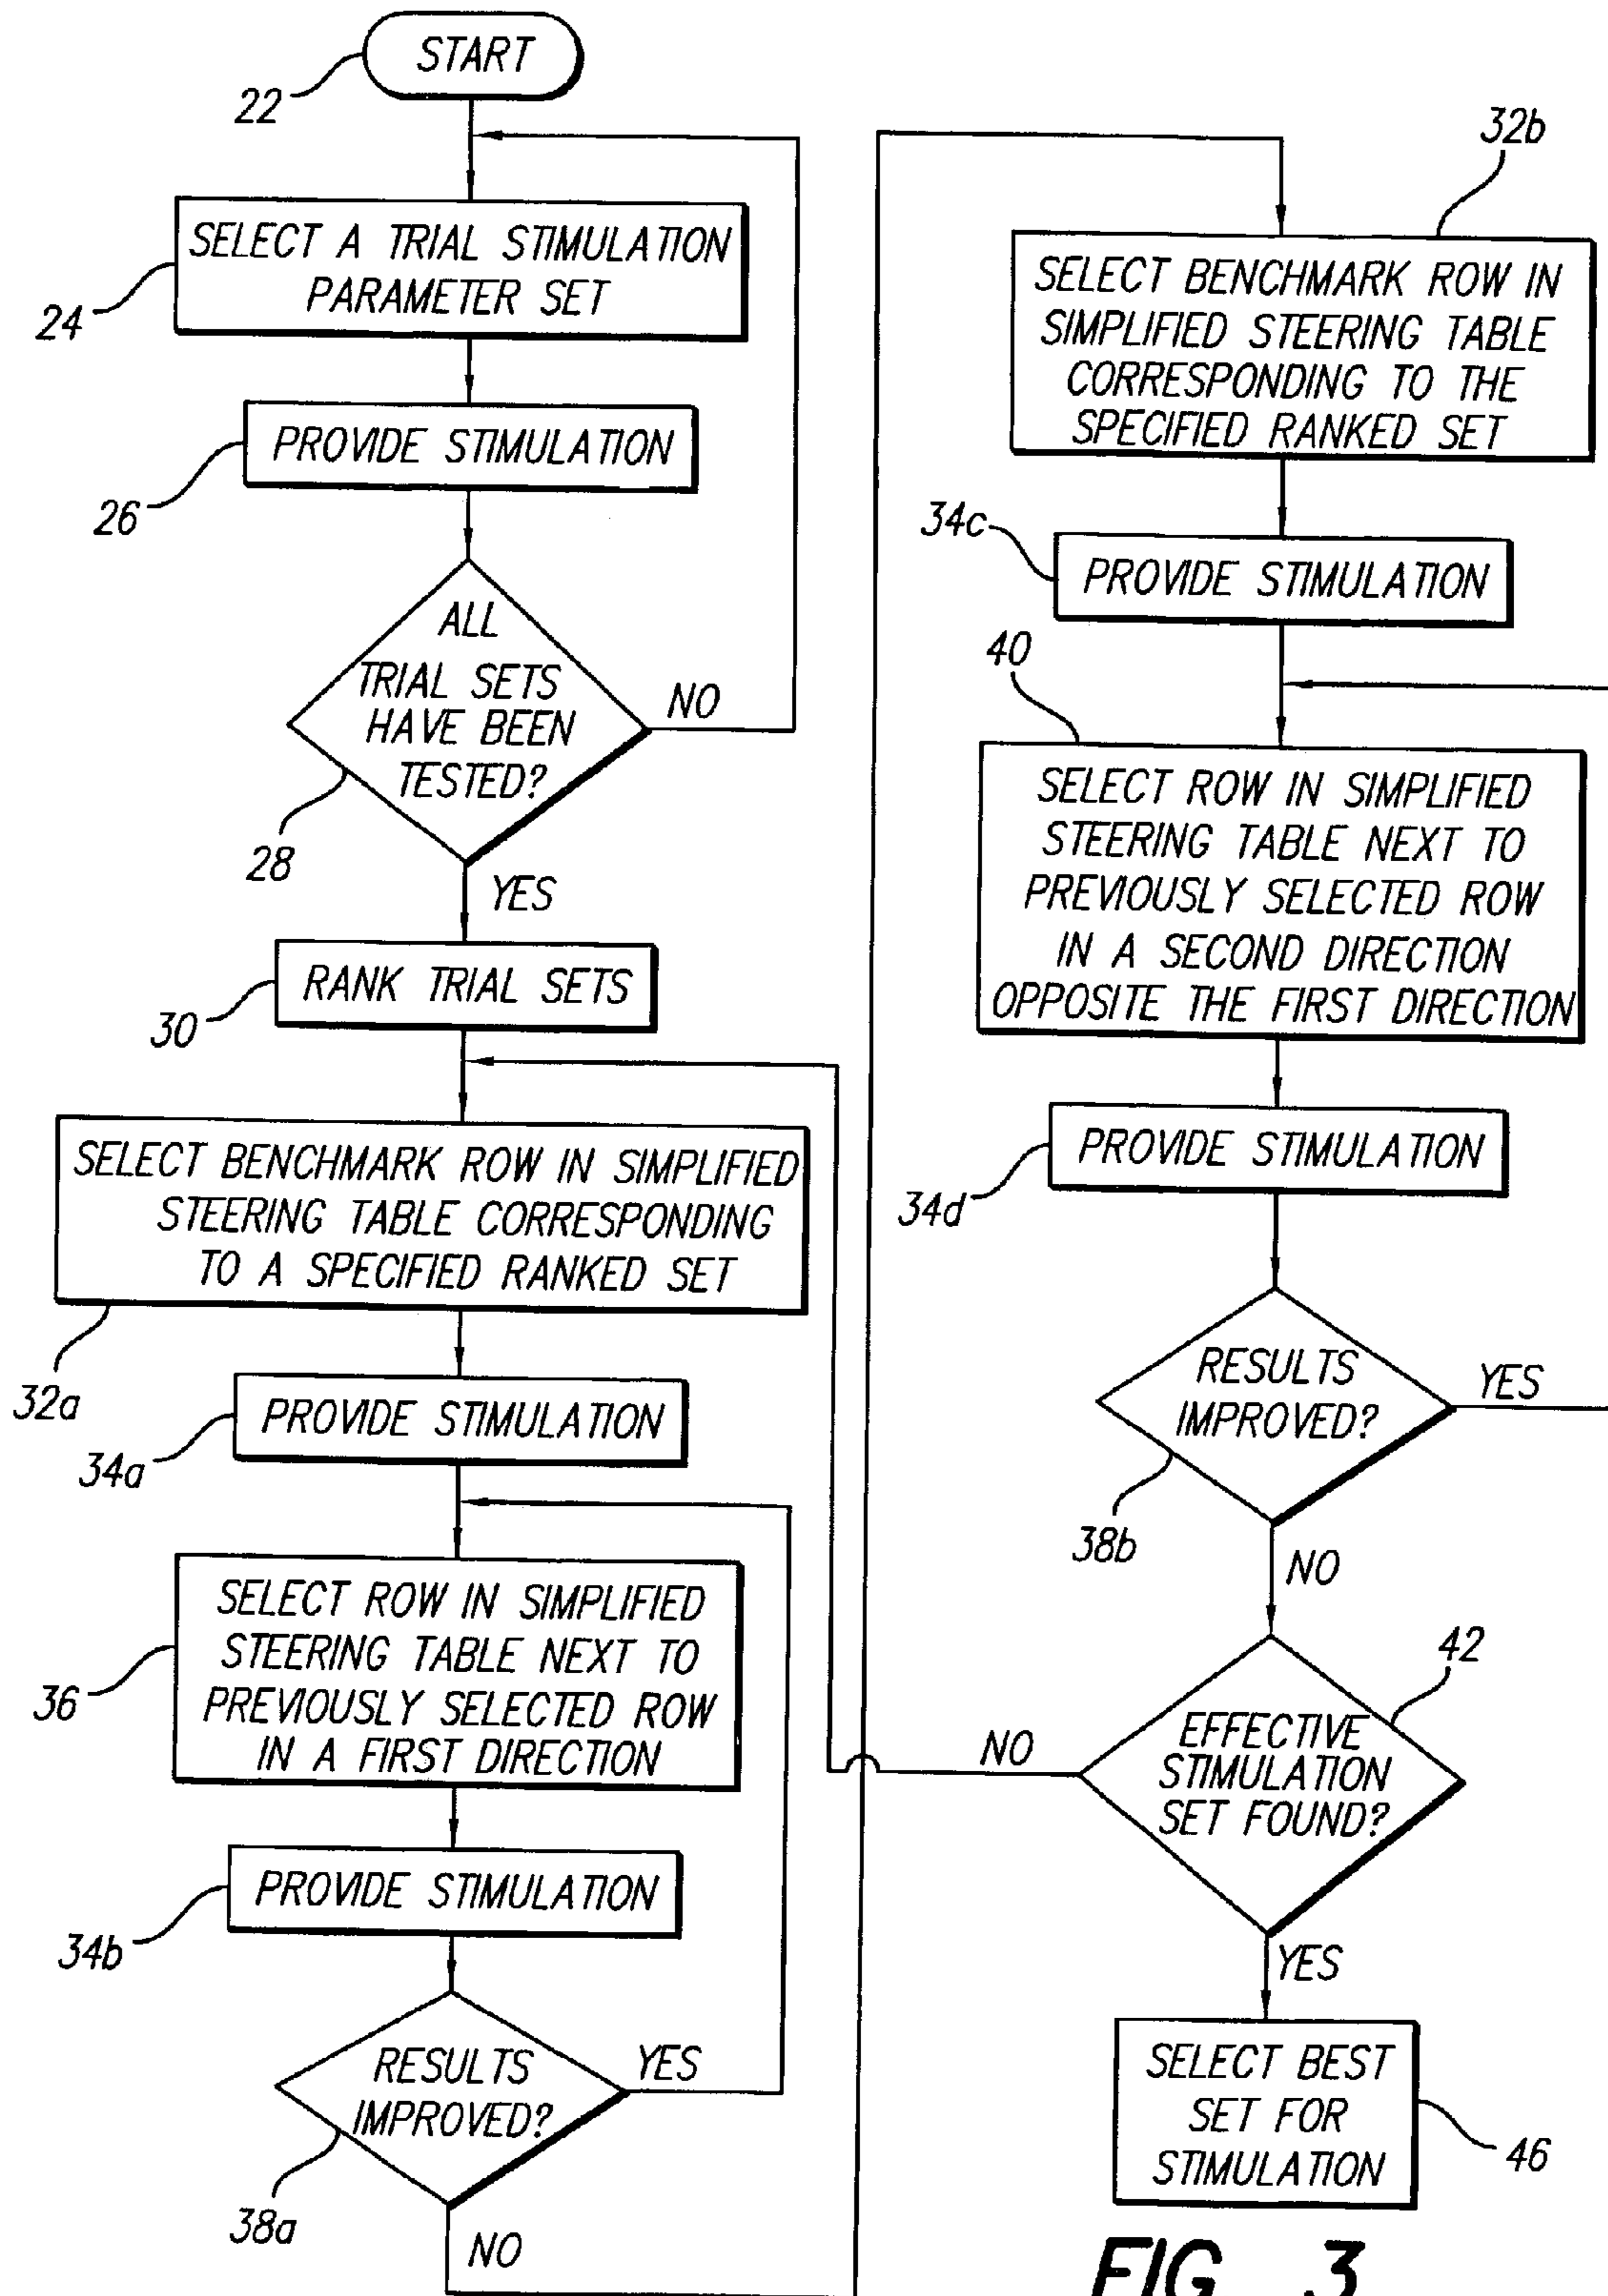 START
22
SELECT A TRIAL STIMULATION
PARAMETER SET
24
PROVIDE STIMULATION
26
ALL
TRIAL SETS
HAVE BEEN
TESTED?
NO
28
YES
RANK TRIAL SETS
30
SELECT BENCHMARK ROW IN SIMPLIFIED
STEERING TABLE CORRESPONDING
TO A SPECIFIED RANKED SET
32a
PROVIDE STIMULATION
34a
SELECT ROW IN SIMPLIFIED
STEERING TABLE NEXT TO
PREVIOUSLY SELECTED ROW
IN A FIRST DIRECTION
36
PROVIDE STIMULATION
34b
RESULTS
IMPROVED?
YES
38a
NO
32b
SELECT BENCHMARK ROW IN
SIMPLIFIED STEERING TABLE
CORRESPONDING TO THE
SPECIFIED RANKED SET
34c
PROVIDE STIMULATION
40
SELECT ROW IN SIMPLIFIED
STEERING TABLE NEXT TO
PREVIOUSLY SELECTED ROW
IN A SECOND DIRECTION
OPPOSITE THE FIRST DIRECTION
PROVIDE STIMULATION
34d
RESULTS
IMPROVED?
YES
38b
NO
42
EFFECTIVE
STIMULATION
SET FOUND?
NO
YES
SELECT BEST
SET FOR
STIMULATION
46
FIG. 3